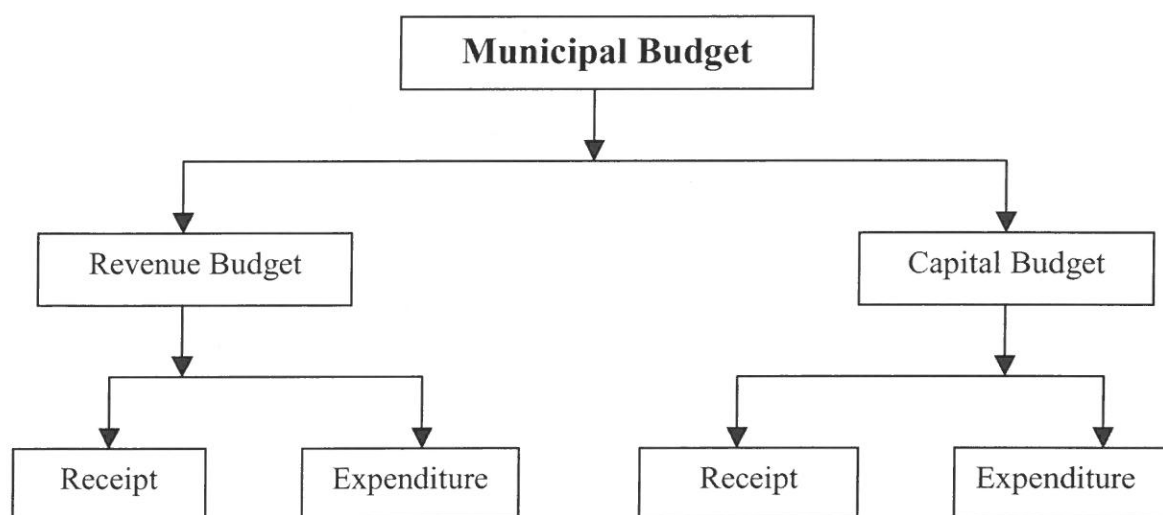 Municipal Budget
Revenue Budget
Capital Budget
Receipt
Expenditure
Receipt
Expenditure